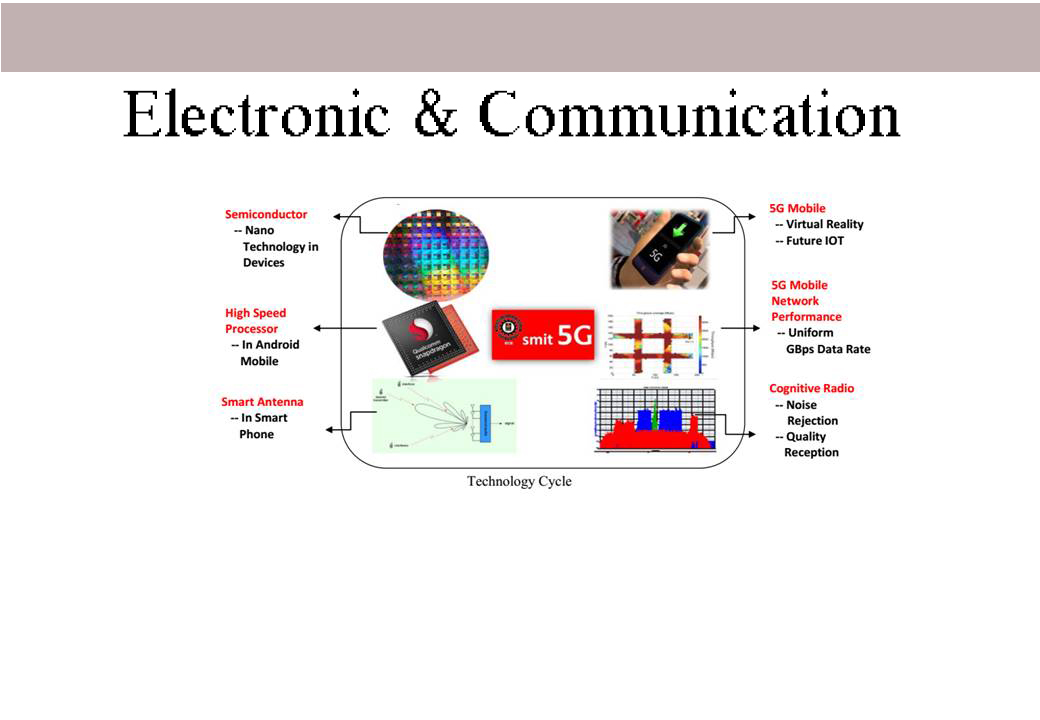 Electronic & Communication
Semiconductor
-- Nano
Technology in
Devices
High Speed
Processor
-- In Android
Mobile
Smart Antenna
-- In Smart
Phone
Qualcomm
snapdragon
smit 5G
5G
5G Mobile
-- Virtual Reality
-- Future IOT
5G Mobile
Network
Performance
-- Uniform
GBps Data Rate
Cognitive Radio
-- Noise
Rejection
-- Quality
Reception
Technology Cycle